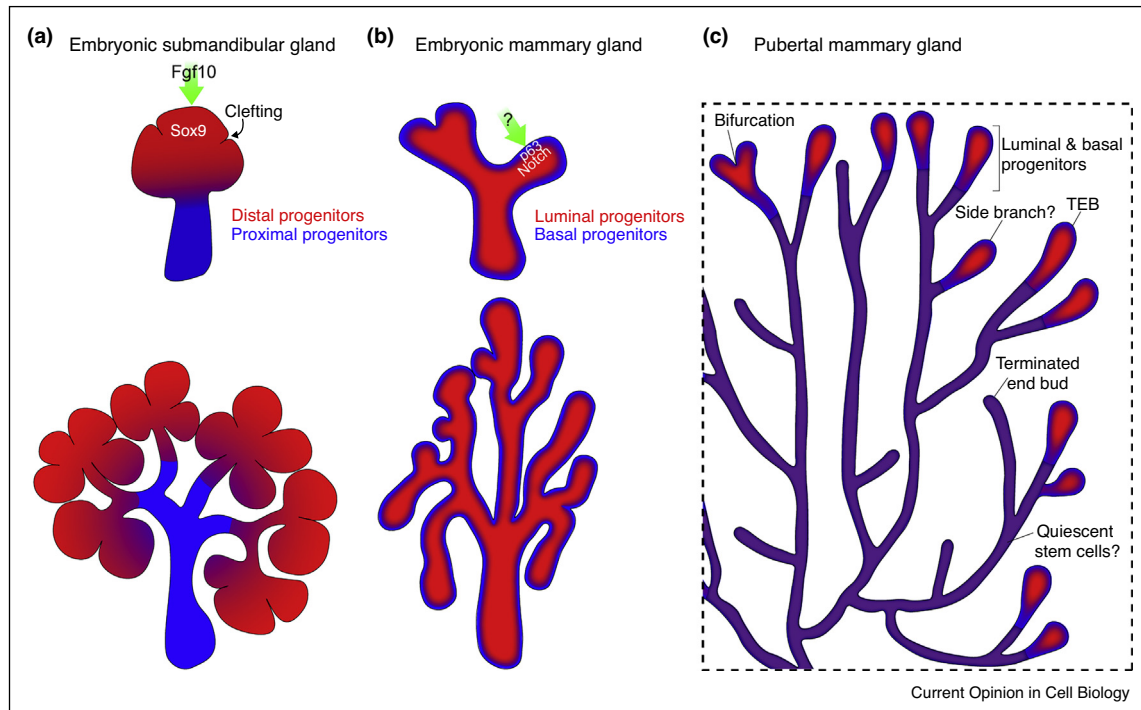 (a) Embryonic submandibular gland
Fgf10
Clefting
Sox9
Distal progenitors
Proximal progenitors
(b) Embryonic mammary gland
?
p63
Notch
Luminal progenitors
Basal progenitors
(c) Pubertal mammary gland
Bifurcation
Luminal & basal
progenitors
Side branch?
TEB
Terminated
end bud
Quiescent
stem cells?
Current Opinion in Cell Biology